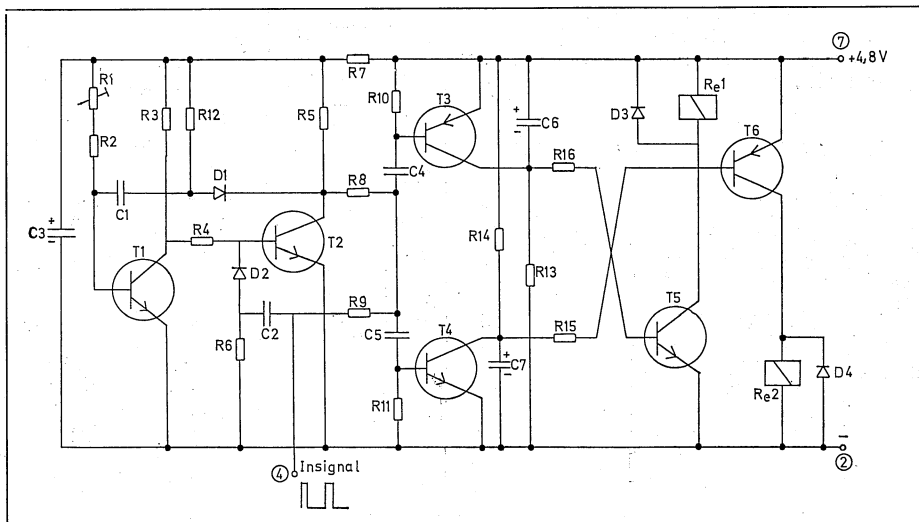 ⑦
+4,8V
R1
R3
R12
R5
R7
R10
T3
C6
D3
Re1
T6
R2
C1
D1
R8
C4
R16
R14
C3
+
-
T1
R4
T2
D2
C2
R9
R6
C5
T4
R11
R13
R15
C7
T5
Re2
D4
-
②
④
Insignal